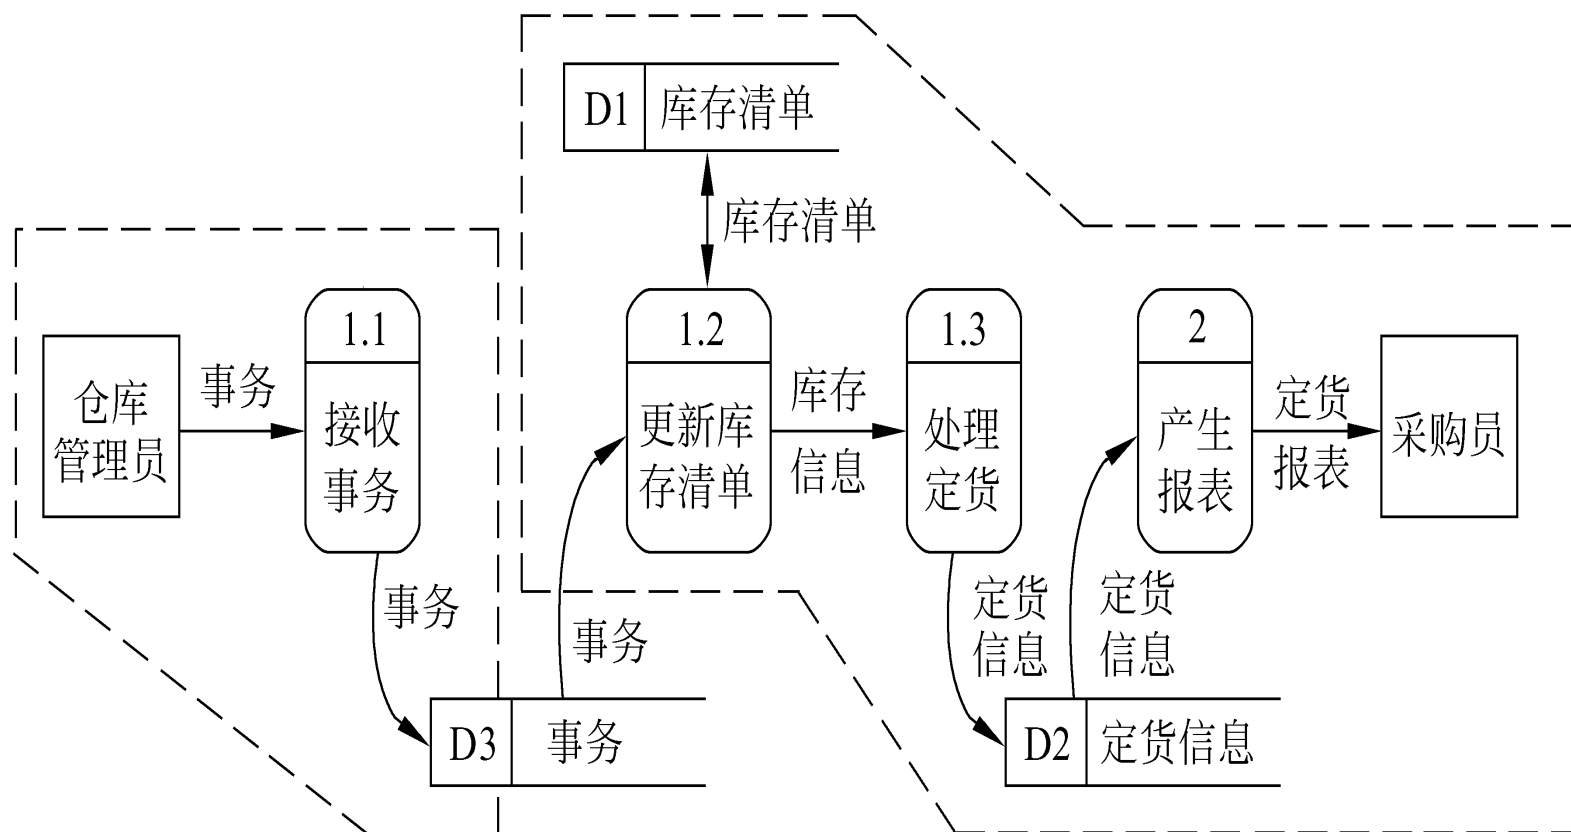 D1
库存清单
库存清单
1.1
1.2
1.3
2
仓库
管理员
事务
接收
事务
更新库
存清单
库存
信息
处理
定货
产生
报表
定货
报表
采购员
事务
事务
定货
信息
定货
信息
D3
事务
D2
定货信息